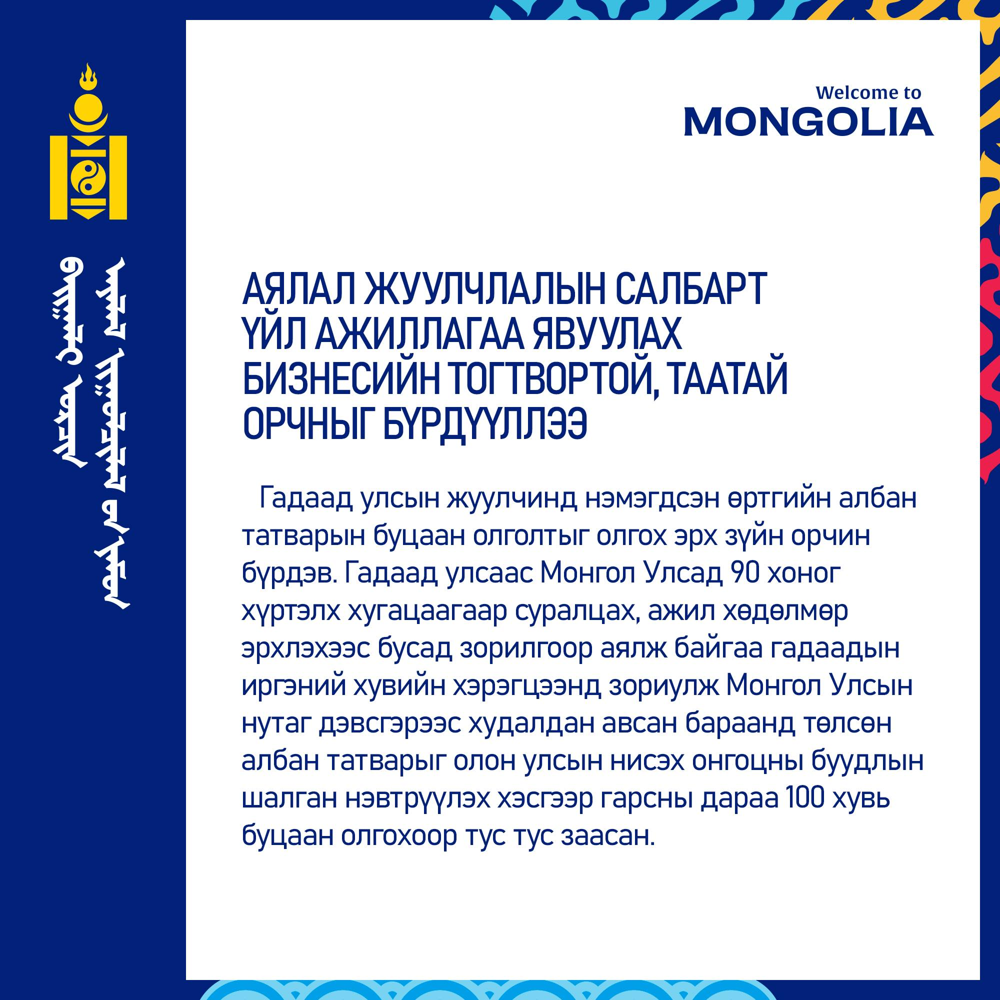 Welcome to
MONGOLIA
АЯЛАЛ ЖУУЛЧЛАЛЫН САЛБАРТ
ҮЙЛ АЖИЛЛАГАА ЯВУУЛАХ
БИЗНЕСИЙН ТОГТВОРТОЙ, ТААТАЙ
ОРЧНЫГ БҮРДҮҮЛЛЭЭ
Гадаад улсын жуулчинд нэмэгдсэн өртгийн албан
татварын буцаан олголтыг олгох эрх зүйн орчин
бүрдэв. Гадаад улсаас Монгол Улсад 90 хоног
хүртэлх хугацаагаар суралцах, ажил хөдөлмөр
эрхлэхээс бусад зорилгоор аялж байгаа гадаадын
иргэний хувийн хэрэгцээнд зориулж Монгол Улсын
нутаг дэвсгэрээс худалдан авсан бараанд төлсөн
албан татварыг олон улсын нисэх онгоцны буудлын
шалган нэвтрүүлэх хэсгээр гарсны дараа 100 хувь
буцаан олгохоор тус тус заасан.